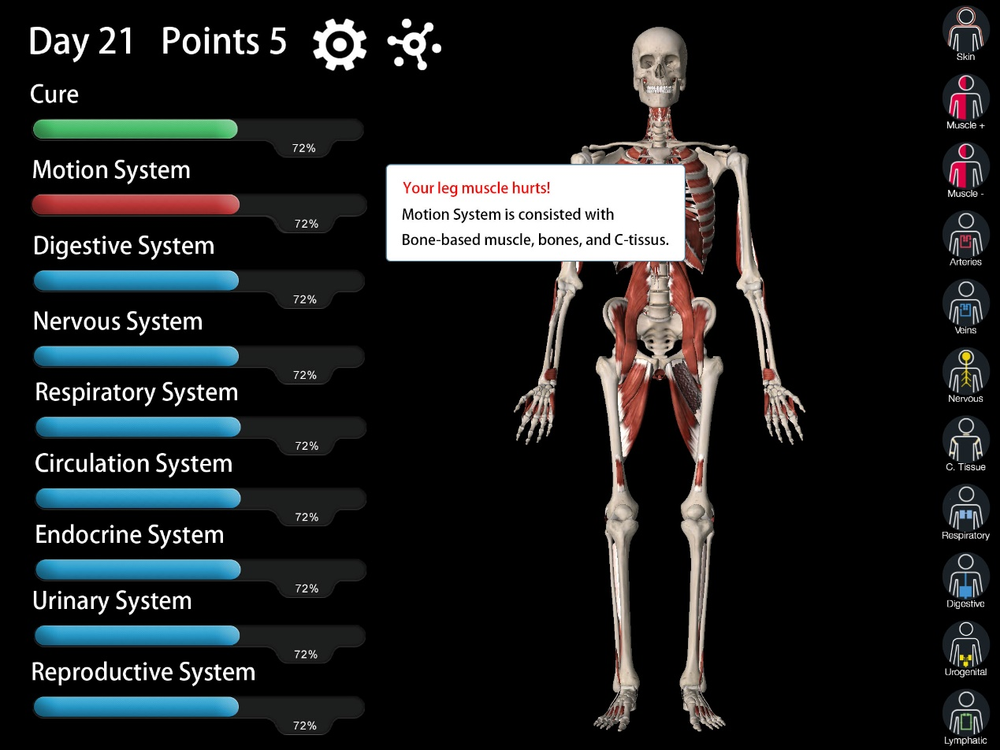 Day 21 Points 5
Cure
72%
Motion System
72%
Digestive System
72%
Nervous System
72%
Respiratory System
72%
Circulation System
72%
Endocrine System
72%
Urinary System
72%
Reproductive System
72%
Your leg muscle hurts!
Motion System is consisted with
Bone-based muscle, bones, and C-tissus.
Skin
Muscle +
Muscle -
Arteries
Veins
Nervous
C. Tissue
Respiratory
Digestive
Urogenital
Lymphatic